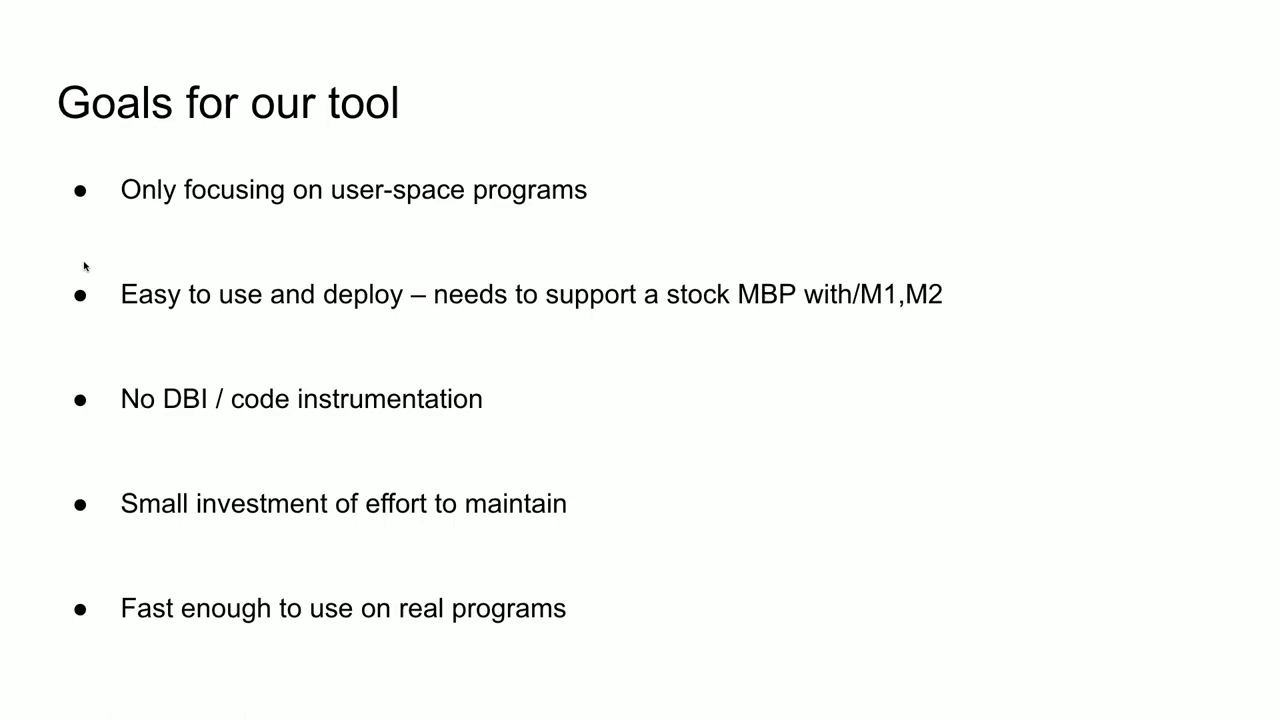 Goals for our tool
● Only focusing on user-space programs
● Easy to use and deploy – needs to support a stock MBP with/M1,M2
● No DBI / code instrumentation
● Small investment of effort to maintain
● Fast enough to use on real programs